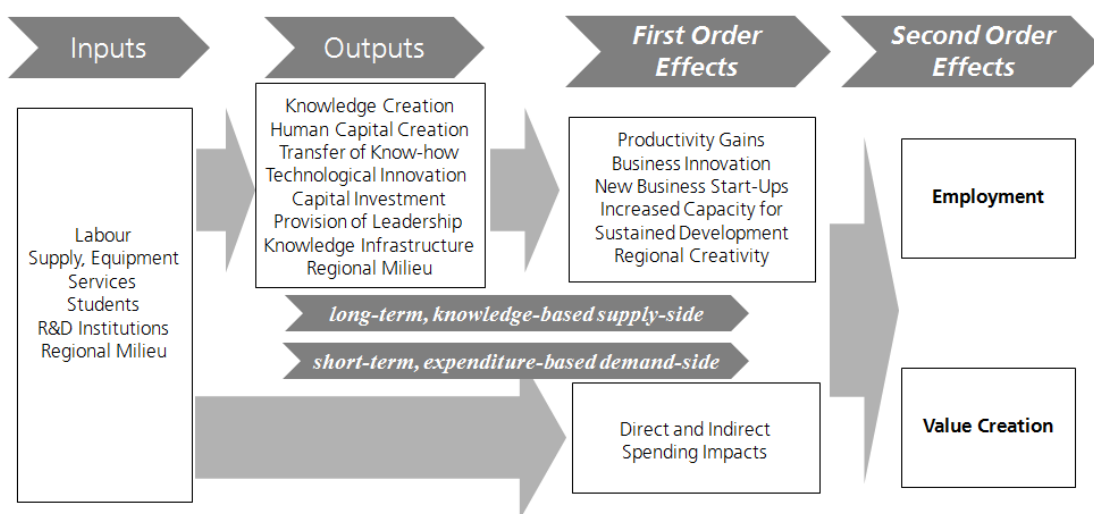 Inputs
Outputs
First Order
Effects
Second Order
Effects
Labour
Supply, Equipment
Services
Students
R&D Institutions
Regional Milieu
Knowledge Creation
Human Capital Creation
Transfer of Know-how
Technological Innovation
Capital Investment
Provision of Leadership
Knowledge Infrastructure
Regional Milieu
Productivity Gains
Business Innovation
New Business Start-Ups
Increased Capacity for
Sustained Development
Regional Creativity
long-term, knowledge-based supply-side
short-term, expenditure-based demand-side
Direct and Indirect
Spending Impacts
Employment
Value Creation